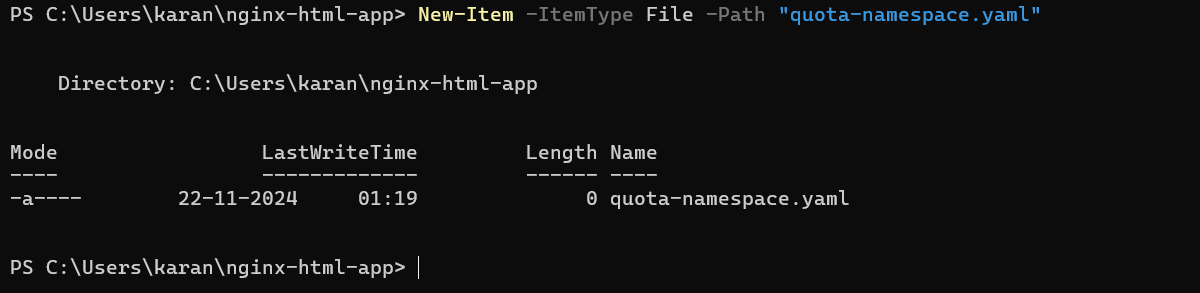 PS C:\Users\karan\nginx-html-app> New-Item -ItemType File -Path "quota-namespace.yaml"
Directory: C:\Users\karan\nginx-html-app
Mode                 LastWriteTime         Length Name
----                 -------------         ------ ----
-a----        22-11-2024     01:19              0 quota-namespace.yaml
PS C:\Users\karan\nginx-html-app>